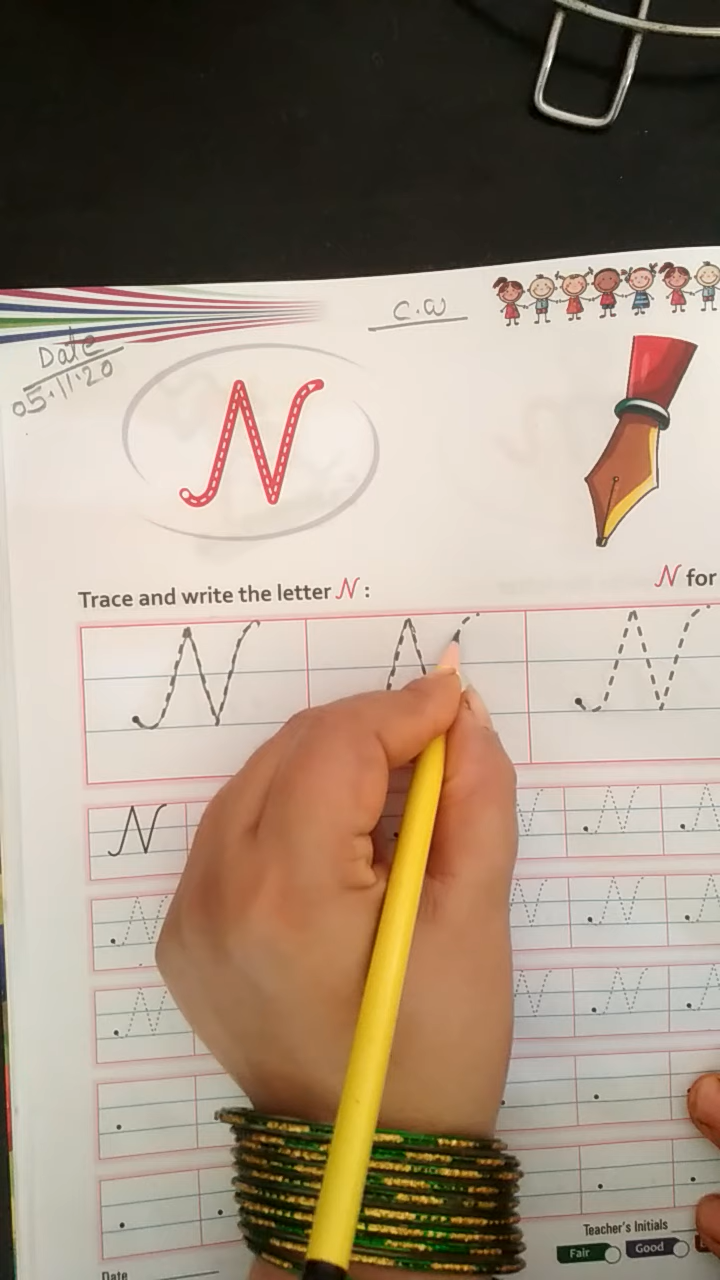 c.w
Date
05.11.20
N
Trace and write the letter N :
N for
N N N
N N N N
N N N N
N N N N
Teacher's Initials
Fair Good
Date